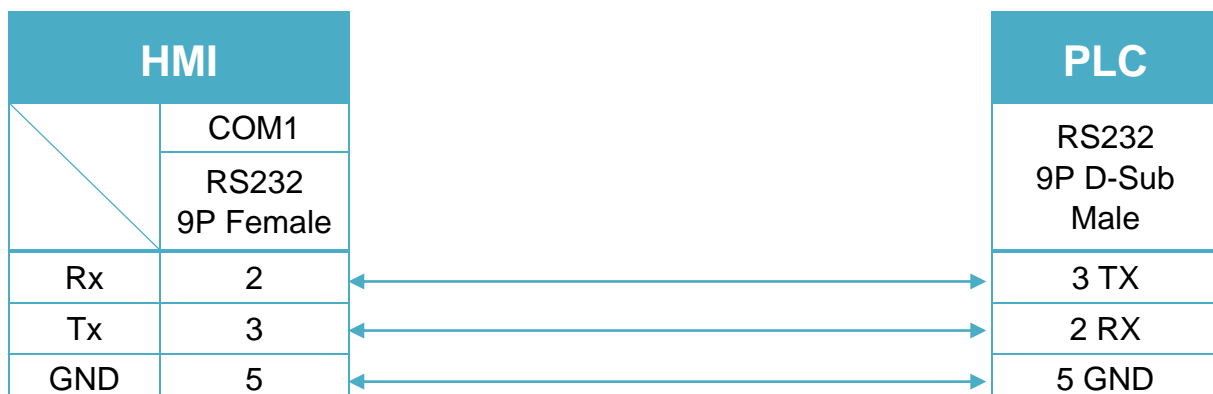 HMI PLC
COM1
RS232
9P Female
RS232
9P D-Sub
Male
Rx 2 3 TX
Tx 3 2 RX
GND 5 5 GND